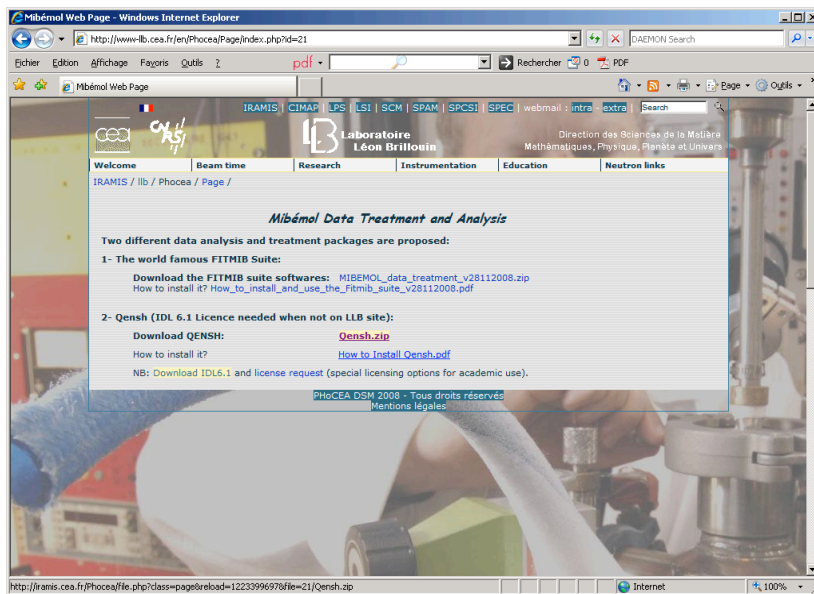 Mibémol Web Page - Windows Internet Explorer
http://www-llb.cea.fr/en/Phocea/Page/index.php?id=21
DAEMON Search
Fichier Edition Affichage Favoris Outils ?
pdf
Rechercher 0 PDF
Mibémol Web Page
Page Outils
IRAMIS | CIMAP | LPS | LSI | SCM | SPAM | SPCSI | SPEC | webmail : intra - extra | Search
cea CNRS LLB Laboratoire Léon Brillouin
Direction des Sciences de la Matière
Mathématiques, Physique, Planète et Univers
Welcome Beam time Research Instrumentation Education Neutron links
IRAMIS / llb / Phocea / Page /
Mibémol Data Treatment and Analysis
Two different data analysis and treatment packages are proposed:
1- The world famous FITMIB Suite:
Download the FITMIB suite softwares: MIBEMOL_data_treatment_v28112008.zip
How to install it? How_to_install_and_use_the_Fitmib_suite_v28112008.pdf
2- Qensh (IDL 6.1 Licence needed when not on LLB site):
Download QENSH: Qensh.zip
How to install it? How to Install Qensh.pdf
NB: Download IDL6.1 and license request (special licensing options for academic use).
PHoCEA DSM 2008 - Tous droits réservés
Mentions légales
http://iramis.cea.fr/Phocea/file.php?class=page&reload=1223399697&file=21/Qensh.zip
Internet
100%